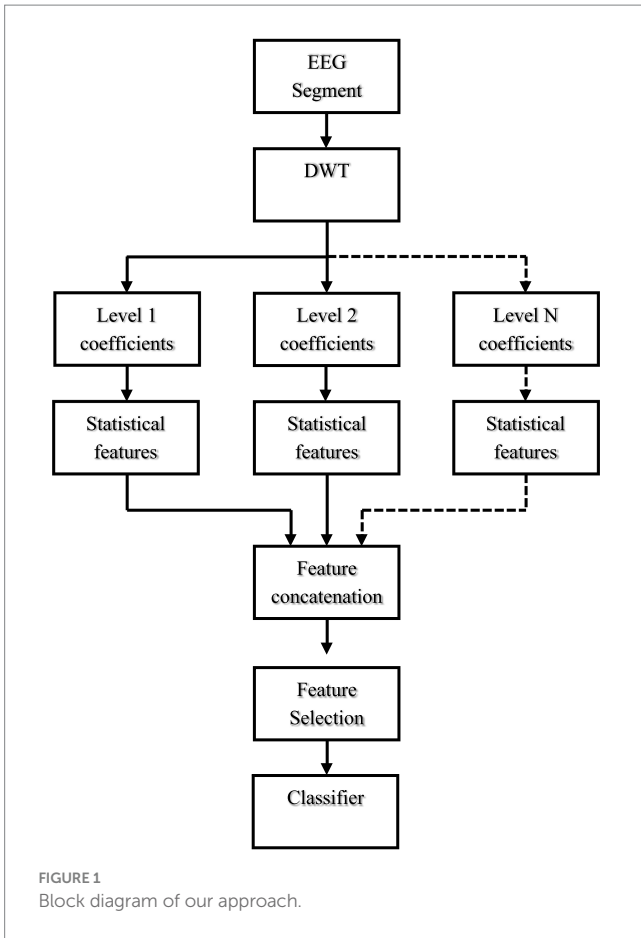 EEG
Segment
DWT
Level 1
coefficients
Level 2
coefficients
Level N
coefficients
Statistical
features
Statistical
features
Statistical
features
Feature
concatenation
Feature
Selection
Classifier
FIGURE 1
Block diagram of our approach.